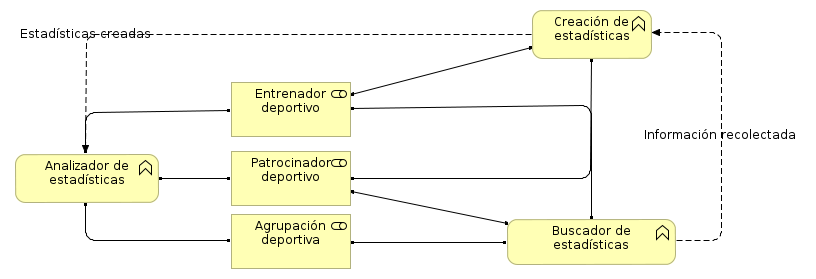 Creación de
estadísticas
Estadísticas creadas
Entrenador
deportivo
Información recolectada
Analizador de
estadísticas
Patrocinador
deportivo
Agrupación
deportiva
Buscador de
estadísticas